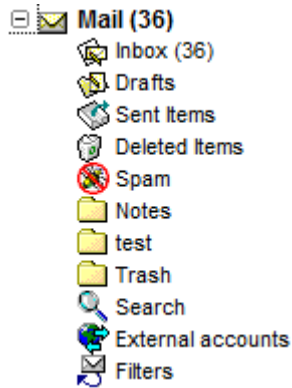 Mail (36)
Inbox (36)
Drafts
Sent Items
Deleted Items
Spam
Notes
test
Trash
Search
External accounts
Filters